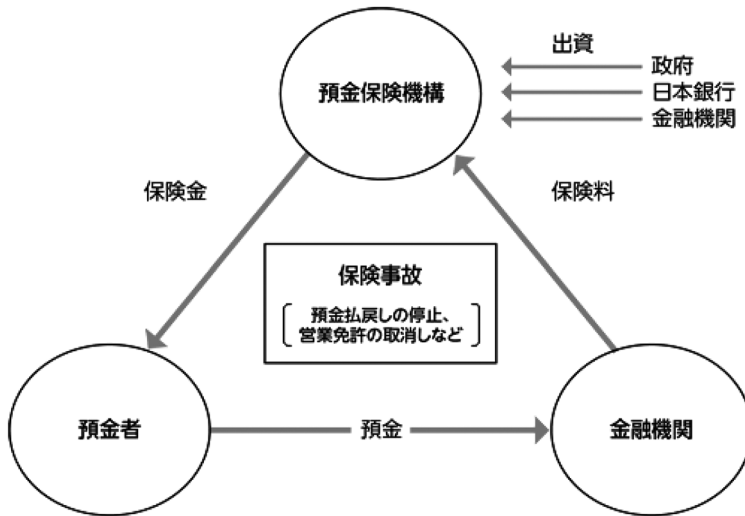 預金保険機構
出資
政府
日本銀行
金融機関
保険金
保険料
保険事故
預金払戻しの停止、
営業免許の取消しなど
預金者
預金
金融機関